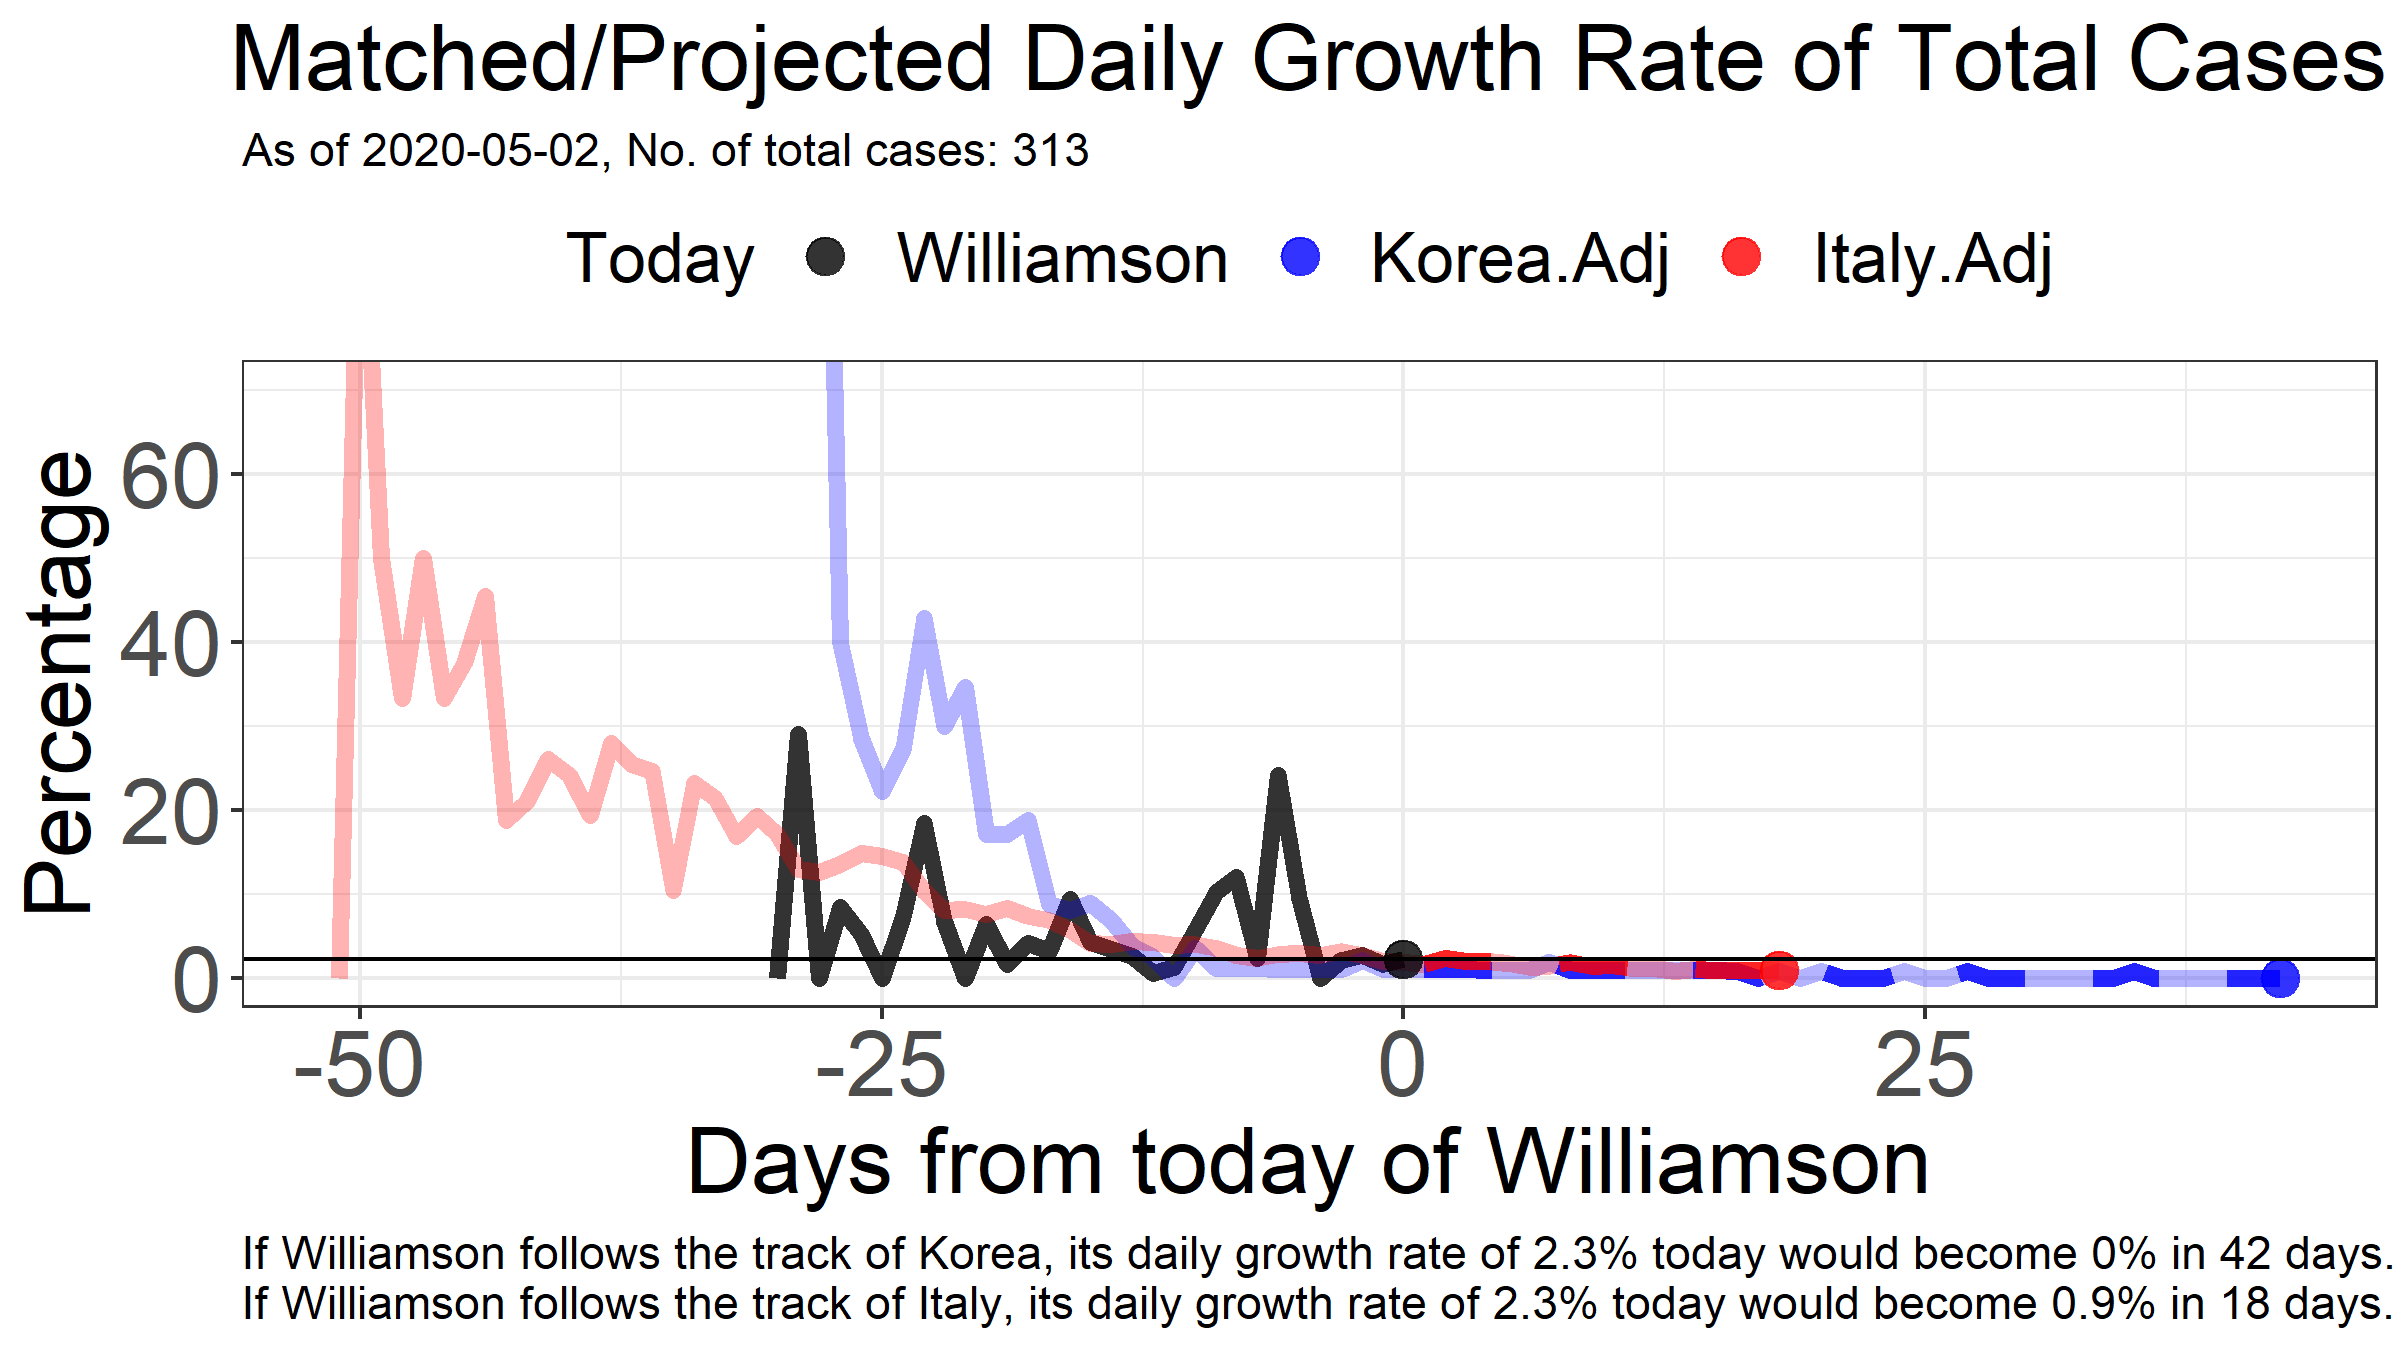 Matched/Projected Daily Growth Rate of Total Cases
As of 2020-05-02, No. of total cases: 313
Today Williamson Korea.Adj Italy.Adj
Percentage
60
40
20
0
-50 -25 0 25
Days from today of Williamson
If Williamson follows the track of Korea, its daily growth rate of 2.3% today would become 0% in 42 days.
If Williamson follows the track of Italy, its daily growth rate of 2.3% today would become 0.9% in 18 days.